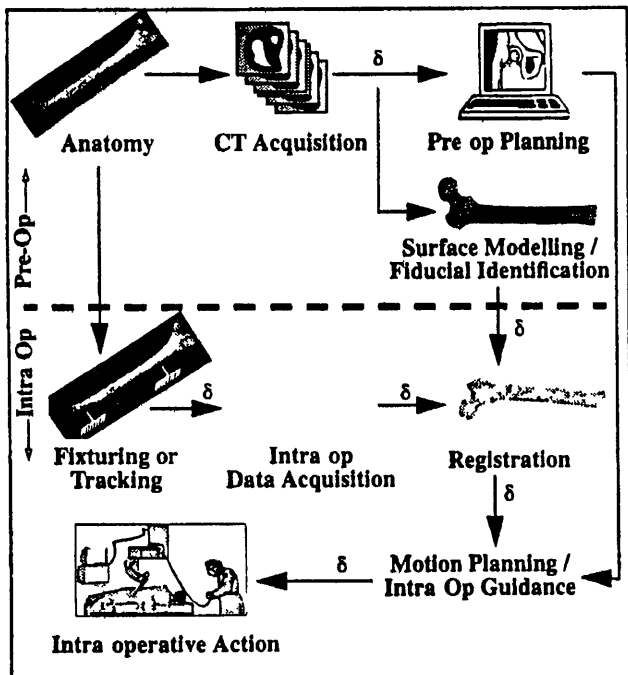 δ
Anatomy
CT Acquisition
Pre op Planning
Pre-Op
Surface Modelling /
Fiducial Identification
δ
Intra Op
δ
δ
Fixturing or
Tracking
Intra op
Data Acquisition
Registration
δ
Motion Planning /
Intra Op Guidance
δ
Intra operative Action